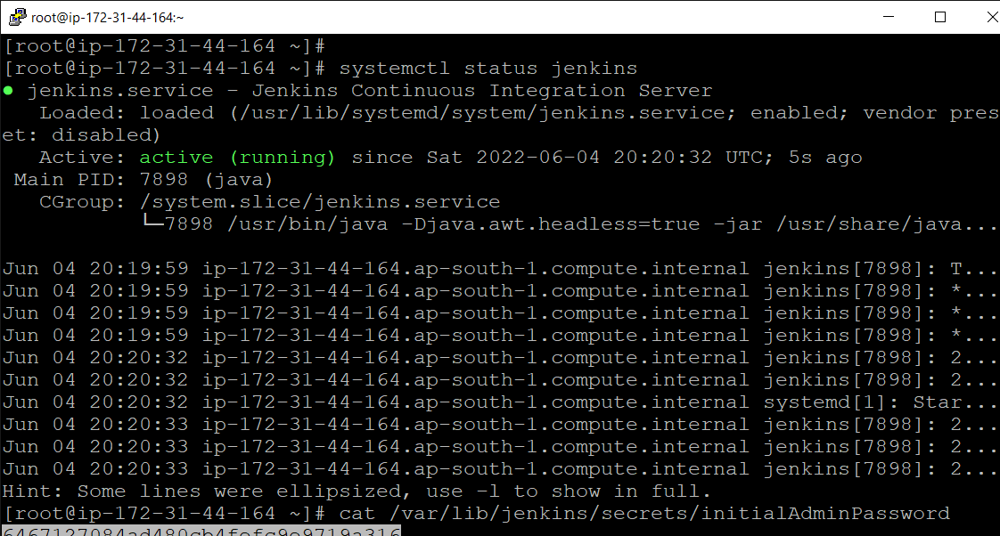 root@ip-172-31-44-164:~
[root@ip-172-31-44-164 ~]#
[root@ip-172-31-44-164 ~]# systemctl status jenkins
● jenkins.service - Jenkins Continuous Integration Server
Loaded: loaded (/usr/lib/systemd/system/jenkins.service; enabled; vendor pres
et: disabled)
Active: active (running) since Sat 2022-06-04 20:20:32 UTC; 5s ago
Main PID: 7898 (java)
CGroup: /system.slice/jenkins.service
└─7898 /usr/bin/java -Djava.awt.headless=true -jar /usr/share/java...
Jun 04 20:19:59 ip-172-31-44-164.ap-south-1.compute.internal jenkins[7898]: T...
Jun 04 20:19:59 ip-172-31-44-164.ap-south-1.compute.internal jenkins[7898]: *...
Jun 04 20:19:59 ip-172-31-44-164.ap-south-1.compute.internal jenkins[7898]: *...
Jun 04 20:19:59 ip-172-31-44-164.ap-south-1.compute.internal jenkins[7898]: *...
Jun 04 20:20:32 ip-172-31-44-164.ap-south-1.compute.internal jenkins[7898]: 2...
Jun 04 20:20:32 ip-172-31-44-164.ap-south-1.compute.internal jenkins[7898]: 2...
Jun 04 20:20:32 ip-172-31-44-164.ap-south-1.compute.internal systemd[1]: Star...
Jun 04 20:20:33 ip-172-31-44-164.ap-south-1.compute.internal jenkins[7898]: 2...
Jun 04 20:20:33 ip-172-31-44-164.ap-south-1.compute.internal jenkins[7898]: 2...
Jun 04 20:20:33 ip-172-31-44-164.ap-south-1.compute.internal jenkins[7898]: 2...
Hint: Some lines were ellipsized, use -l to show in full.
[root@ip-172-31-44-164 ~]# cat /var/lib/jenkins/secrets/initialAdminPassword